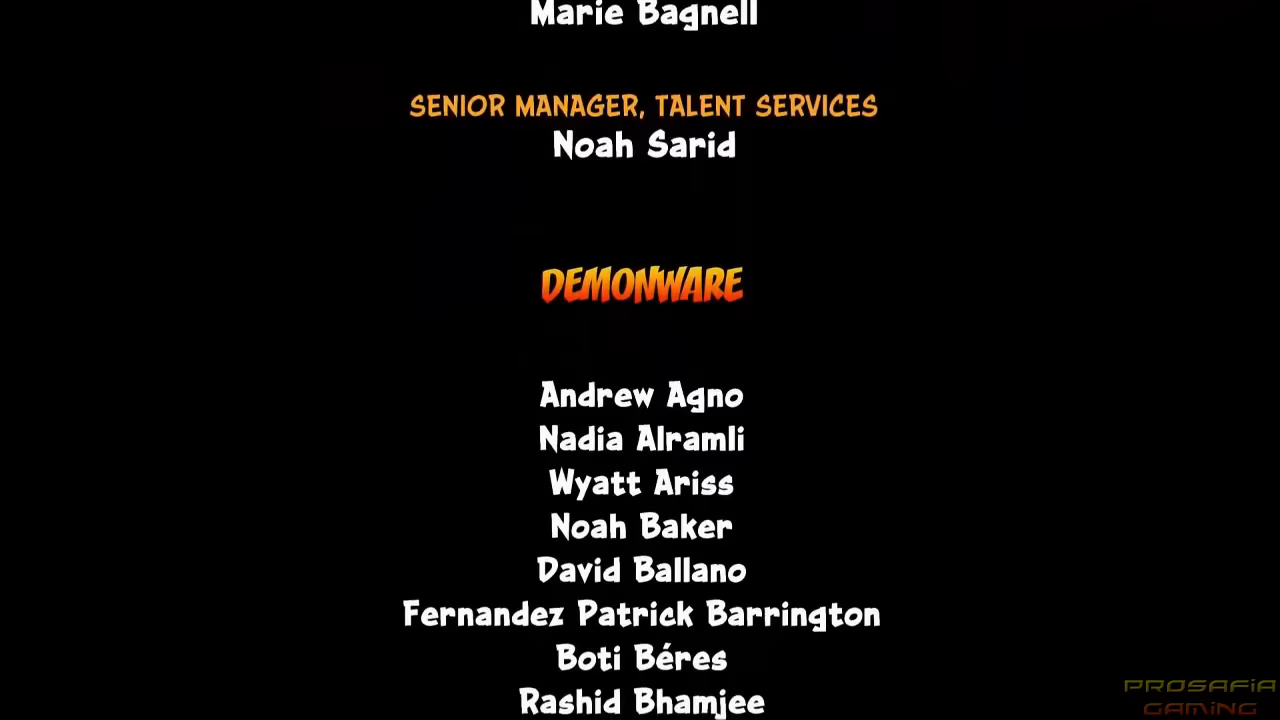 Marie Bagnell
SENIOR MANAGER, TALENT SERVICES
Noah Sarid
DEMONWARE
Andrew Agno
Nadia Alramli
Wyatt Ariss
Noah Baker
David Ballano
Fernandez Patrick Barrington
Boti Béres
Rashid Bhamjee
PROSAFIA
GAMING